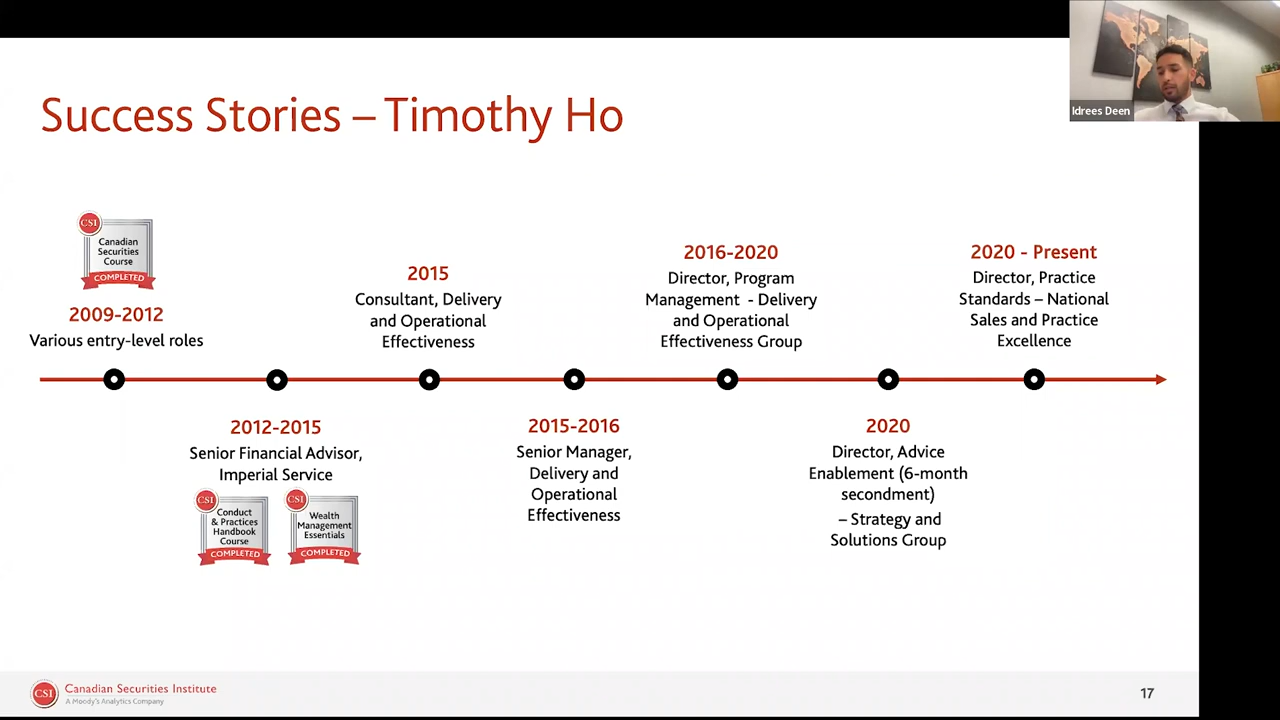 Idrees Deen
Success Stories – Timothy Ho
CSI
Canadian
Securities
Course
COMPLETED
2009-2012
Various entry-level roles
2012-2015
Senior Financial Advisor,
Imperial Service
CSI
Conduct
& Practices
Handbook
Course
COMPLETED
CSI
Wealth
Management
Essentials
COMPLETED
2015
Consultant, Delivery
and Operational
Effectiveness
2015-2016
Senior Manager,
Delivery and
Operational
Effectiveness
2016-2020
Director, Program
Management - Delivery
and Operational
Effectiveness Group
2020
Director, Advice
Enablement (6-month
secondment)
– Strategy and
Solutions Group
2020 - Present
Director, Practice
Standards – National
Sales and Practice
Excellence
CSI
Canadian Securities Institute
A Moody's Analytics Company
17